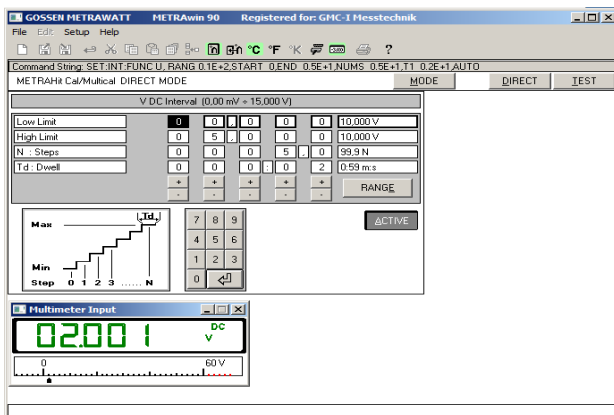 GOSSEN METRAWATT METRAwin 90 Registered for: GMC-I Messtechnik
File Edit Setup Help
°C °F °K ?
Command String: SET:INT:FUNC U, RANG 0.1E+2,START 0,END 0.5E+1,NUMS 0.5E+1,T1 0.2E+1,AUTO
METRAHit Cal/Multical DIRECT MODE MODE DIRECT TEST
V DC Interval (0,00 mV ÷ 15,000 V)
Low Limit 0 0 , 0 0 0 10,000 V
High Limit 0 5 , 0 0 0 10,000 V
N : Steps 0 0 0 5 , 0 99,9 N
Td : Dwell 0 0 0 : 0 2 0:59 m:s
+ + + + +
- - - - -
RANGE
Td
Max
Min
Step 0 1 2 3 ...... N
7 8 9
4 5 6
1 2 3
0
ACTIVE
Multimeter Input
02.001 DC
V
0 60 V